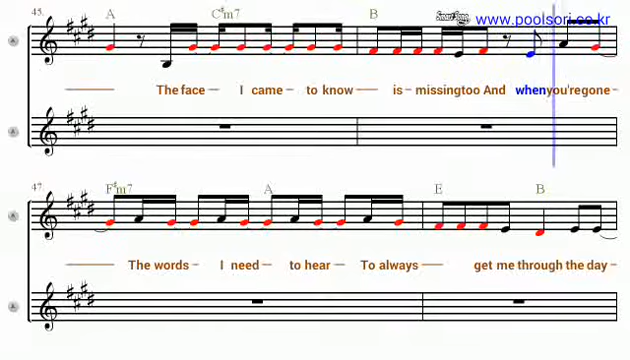 45. A C#m7 B www.poolsori.co.kr
The face – I came – to know – is – missingtoo And whenyou'regone –
47 F#m7 A E B
The words – I need – to hear – To always – get me through the day –